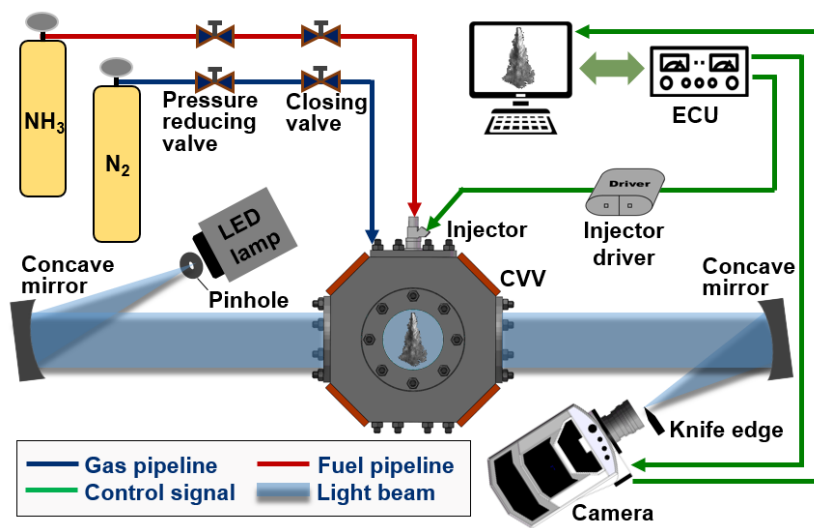 NH3
N2
Pressure
reducing
valve
Closing
valve
ECU
Driver
Injector
driver
Injector
LED
lamp
Pinhole
Concave
mirror
CVV
Concave
mirror
Knife edge
Camera
Gas pipeline
Fuel pipeline
Control signal
Light beam